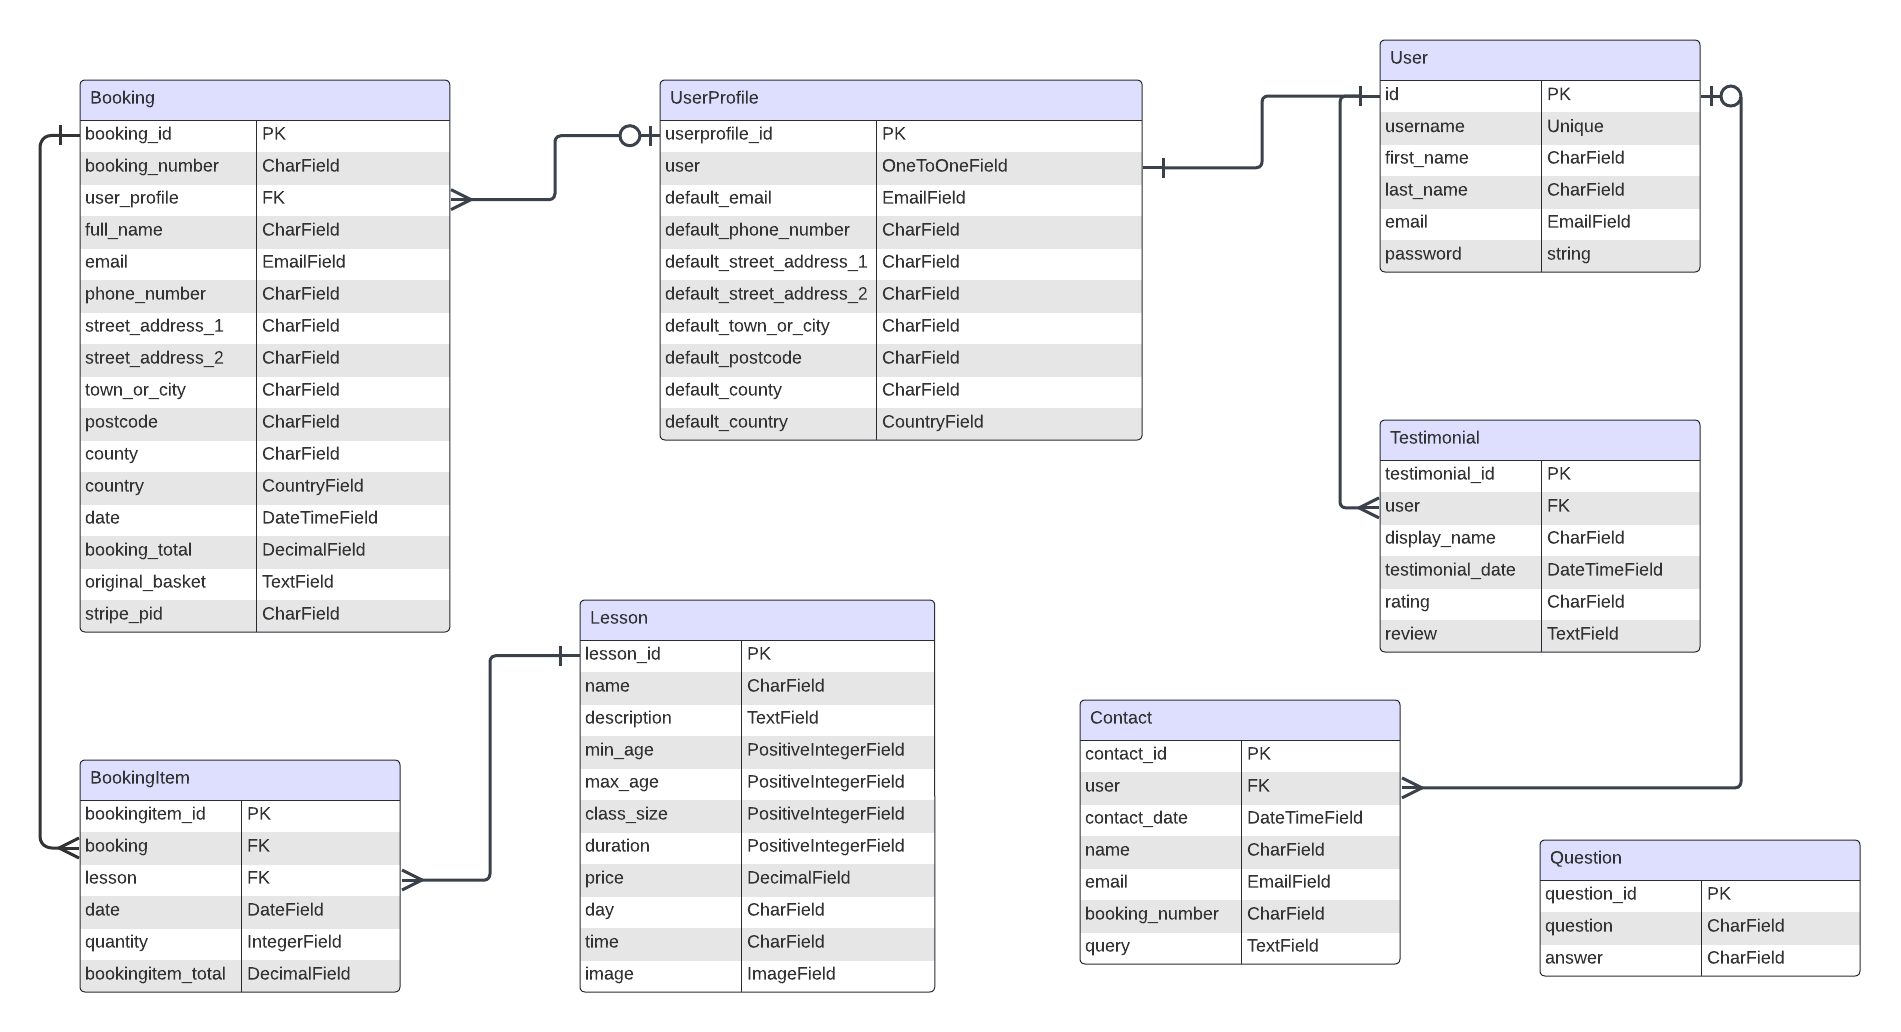 Booking
booking_id PK
booking_number CharField
user_profile FK
full_name CharField
email EmailField
phone_number CharField
street_address_1 CharField
street_address_2 CharField
town_or_city CharField
postcode CharField
county CharField
country CountryField
date DateTimeField
booking_total DecimalField
original_basket TextField
stripe_pid CharField
UserProfile
userprofile_id PK
user OneToOneField
default_email EmailField
default_phone_number CharField
default_street_address_1 CharField
default_street_address_2 CharField
default_town_or_city CharField
default_postcode CharField
default_county CharField
default_country CountryField
User
id PK
username Unique
first_name CharField
last_name CharField
email EmailField
password string
Testimonial
testimonial_id PK
user FK
display_name CharField
testimonial_date DateTimeField
rating CharField
review TextField
BookingItem
bookingitem_id PK
booking FK
lesson FK
date DateField
quantity IntegerField
bookingitem_total DecimalField
Lesson
lesson_id PK
name CharField
description TextField
min_age PositiveIntegerField
max_age PositiveIntegerField
class_size PositiveIntegerField
duration PositiveIntegerField
price DecimalField
day CharField
time CharField
image ImageField
Contact
contact_id PK
user FK
contact_date DateTimeField
name CharField
email EmailField
booking_number CharField
query TextField
Question
question_id PK
question CharField
answer CharField